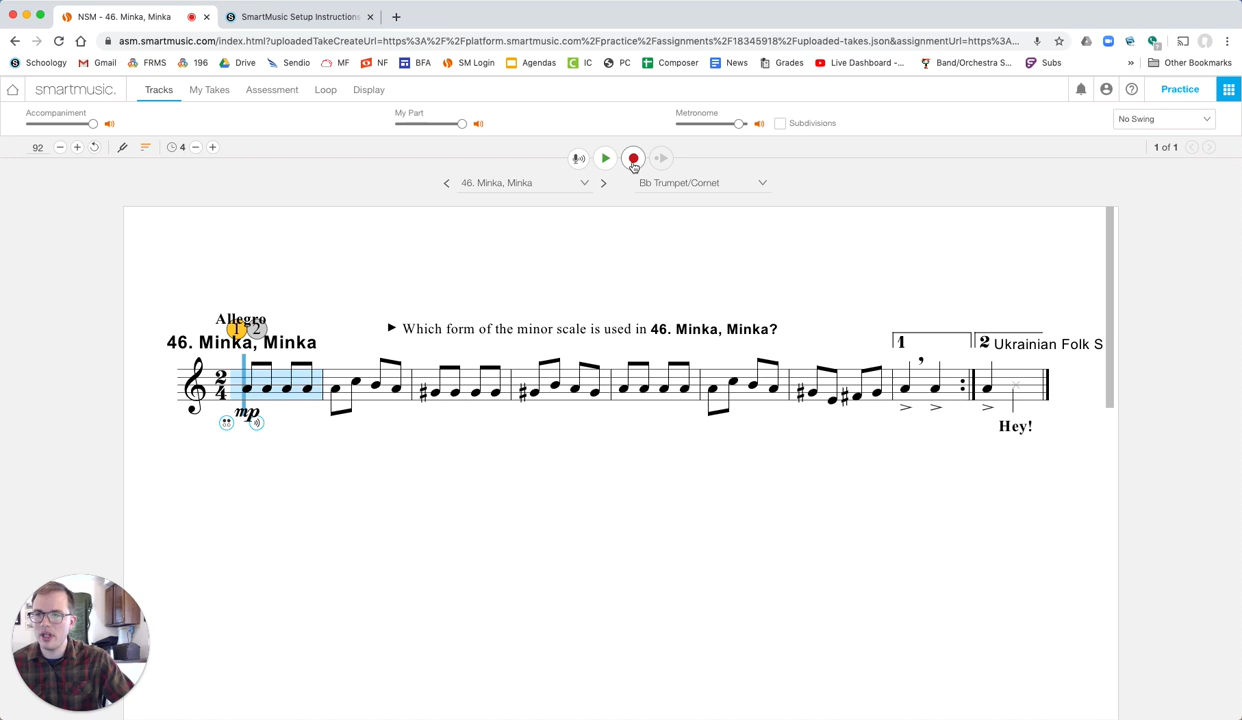 NSM - 46. Minka, Minka
SmartMusic Setup Instructions
asm.smartmusic.com/index.html?uploadedTakeCreateUrl=https%3A%2F%2Fplatform.smartmusic.com%2Fpractice%2Fassignments%2F18345918%2Fuploaded-takes.json&assignmentUrl=https%3A...
Schoology Gmail FRMS 196 Drive Sendio MF NF BFA SM Login Agendas IC PC Composer News Grades Live Dashboard -... Band/Orchestra S... Subs » Other Bookmarks
smartmusic. Tracks My Takes Assessment Loop Display Practice
Accompaniment My Part Metronome Subdivisions No Swing
92 4 1 of 1
46. Minka, Minka Bb Trumpet/Cornet
Allegro
1 2
Which form of the minor scale is used in 46. Minka, Minka?
46. Minka, Minka
1 2 Ukrainian Folk S
2
4
mp
Hey!